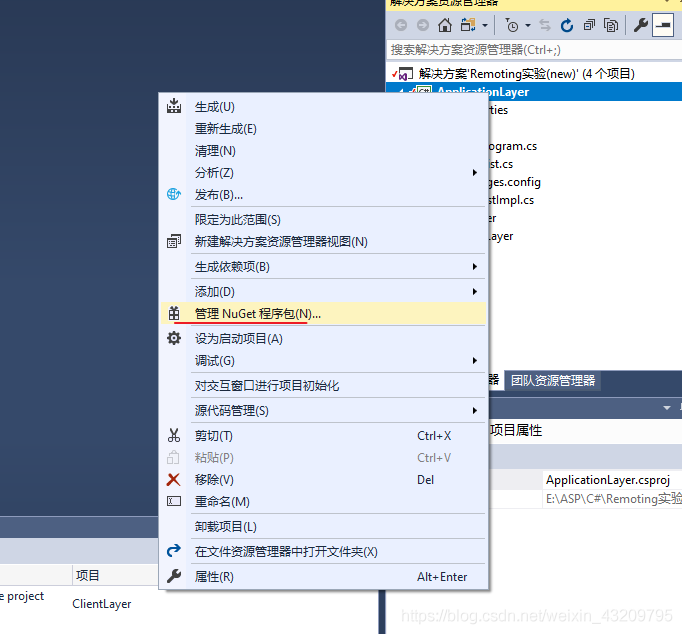 解决方案资源管理器
搜索解决方案资源管理器(Ctrl+;)
解决方案'Remoting实验(new)' (4 个项目)
ApplicationLayer
ties
ogram.cs
st.cs
ges.config
stImpl.cs
er
ayer
生成(U)
重新生成(E)
清理(N)
分析(Z)
发布(B)...
限定为此范围(S)
新建解决方案资源管理器视图(N)
生成依赖项(B)
添加(D)
管理 NuGet 程序包(N)...
设为启动项目(A)
调试(G)
对交互窗口进行项目初始化
源代码管理(S)
剪切(T) Ctrl+X
粘贴(P) Ctrl+V
移除(V) Del
重命名(M)
卸载项目(L)
在文件资源管理器中打开文件夹(X)
属性(R) Alt+Enter
器 团队资源管理器
项目属性
ApplicationLayer.csproj
E:\ASP\C#\Remoting实验
项目
e project
ClientLayer
https://blog.csdn.net/weixin_43209795